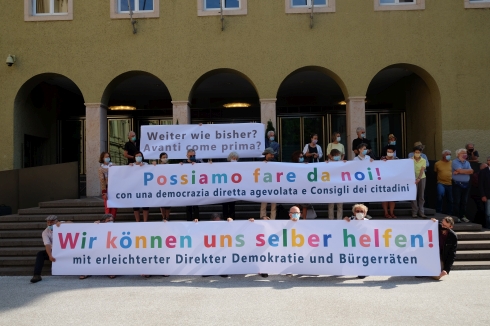 Weiter wie bisher?
Avanti come prima?
Possiamo fare da noi!
con una democrazia diretta agevolata e Consigli dei cittadini
Wir können uns selber helfen!
mit erleichterter Direkter Demokratie und Bürgerräten